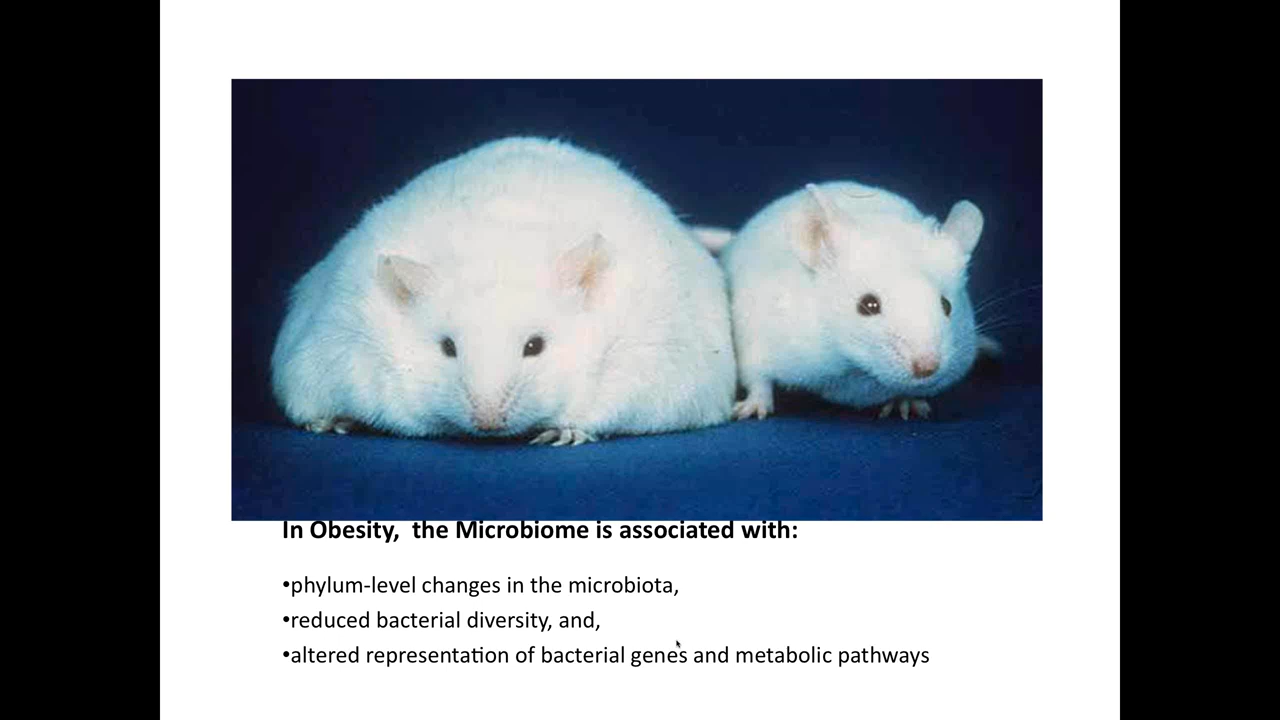 In Obesity,  the Microbiome is associated with:
•phylum-level changes in the microbiota,
•reduced bacterial diversity, and,
•altered representation of bacterial genes and metabolic pathways